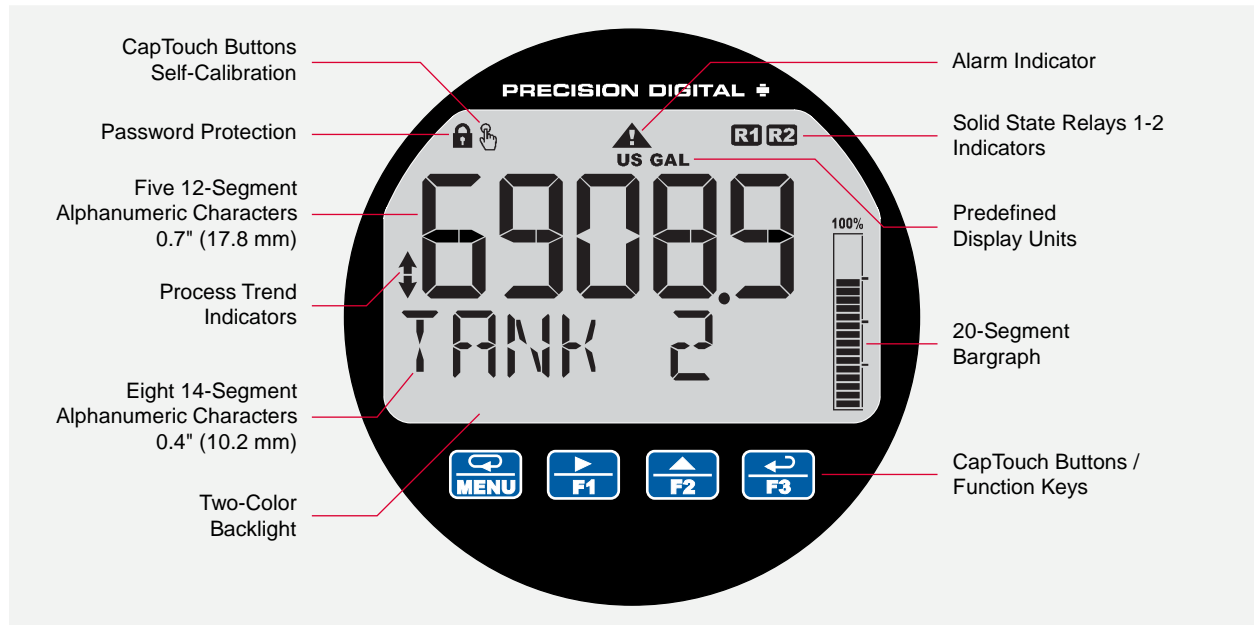 CapTouch Buttons
Self-Calibration
Password Protection
Five 12-Segment
Alphanumeric Characters
0.7" (17.8 mm)
Process Trend
Indicators
Eight 14-Segment
Alphanumeric Characters
0.4" (10.2 mm)
Two-Color
Backlight
PRECISION DIGITAL
R1 R2
US GAL
6908.9
100%
TANK 2
MENU
F1
F2
F3
Alarm Indicator
Solid State Relays 1-2
Indicators
Predefined
Display Units
20-Segment
Bargraph
CapTouch Buttons /
Function Keys